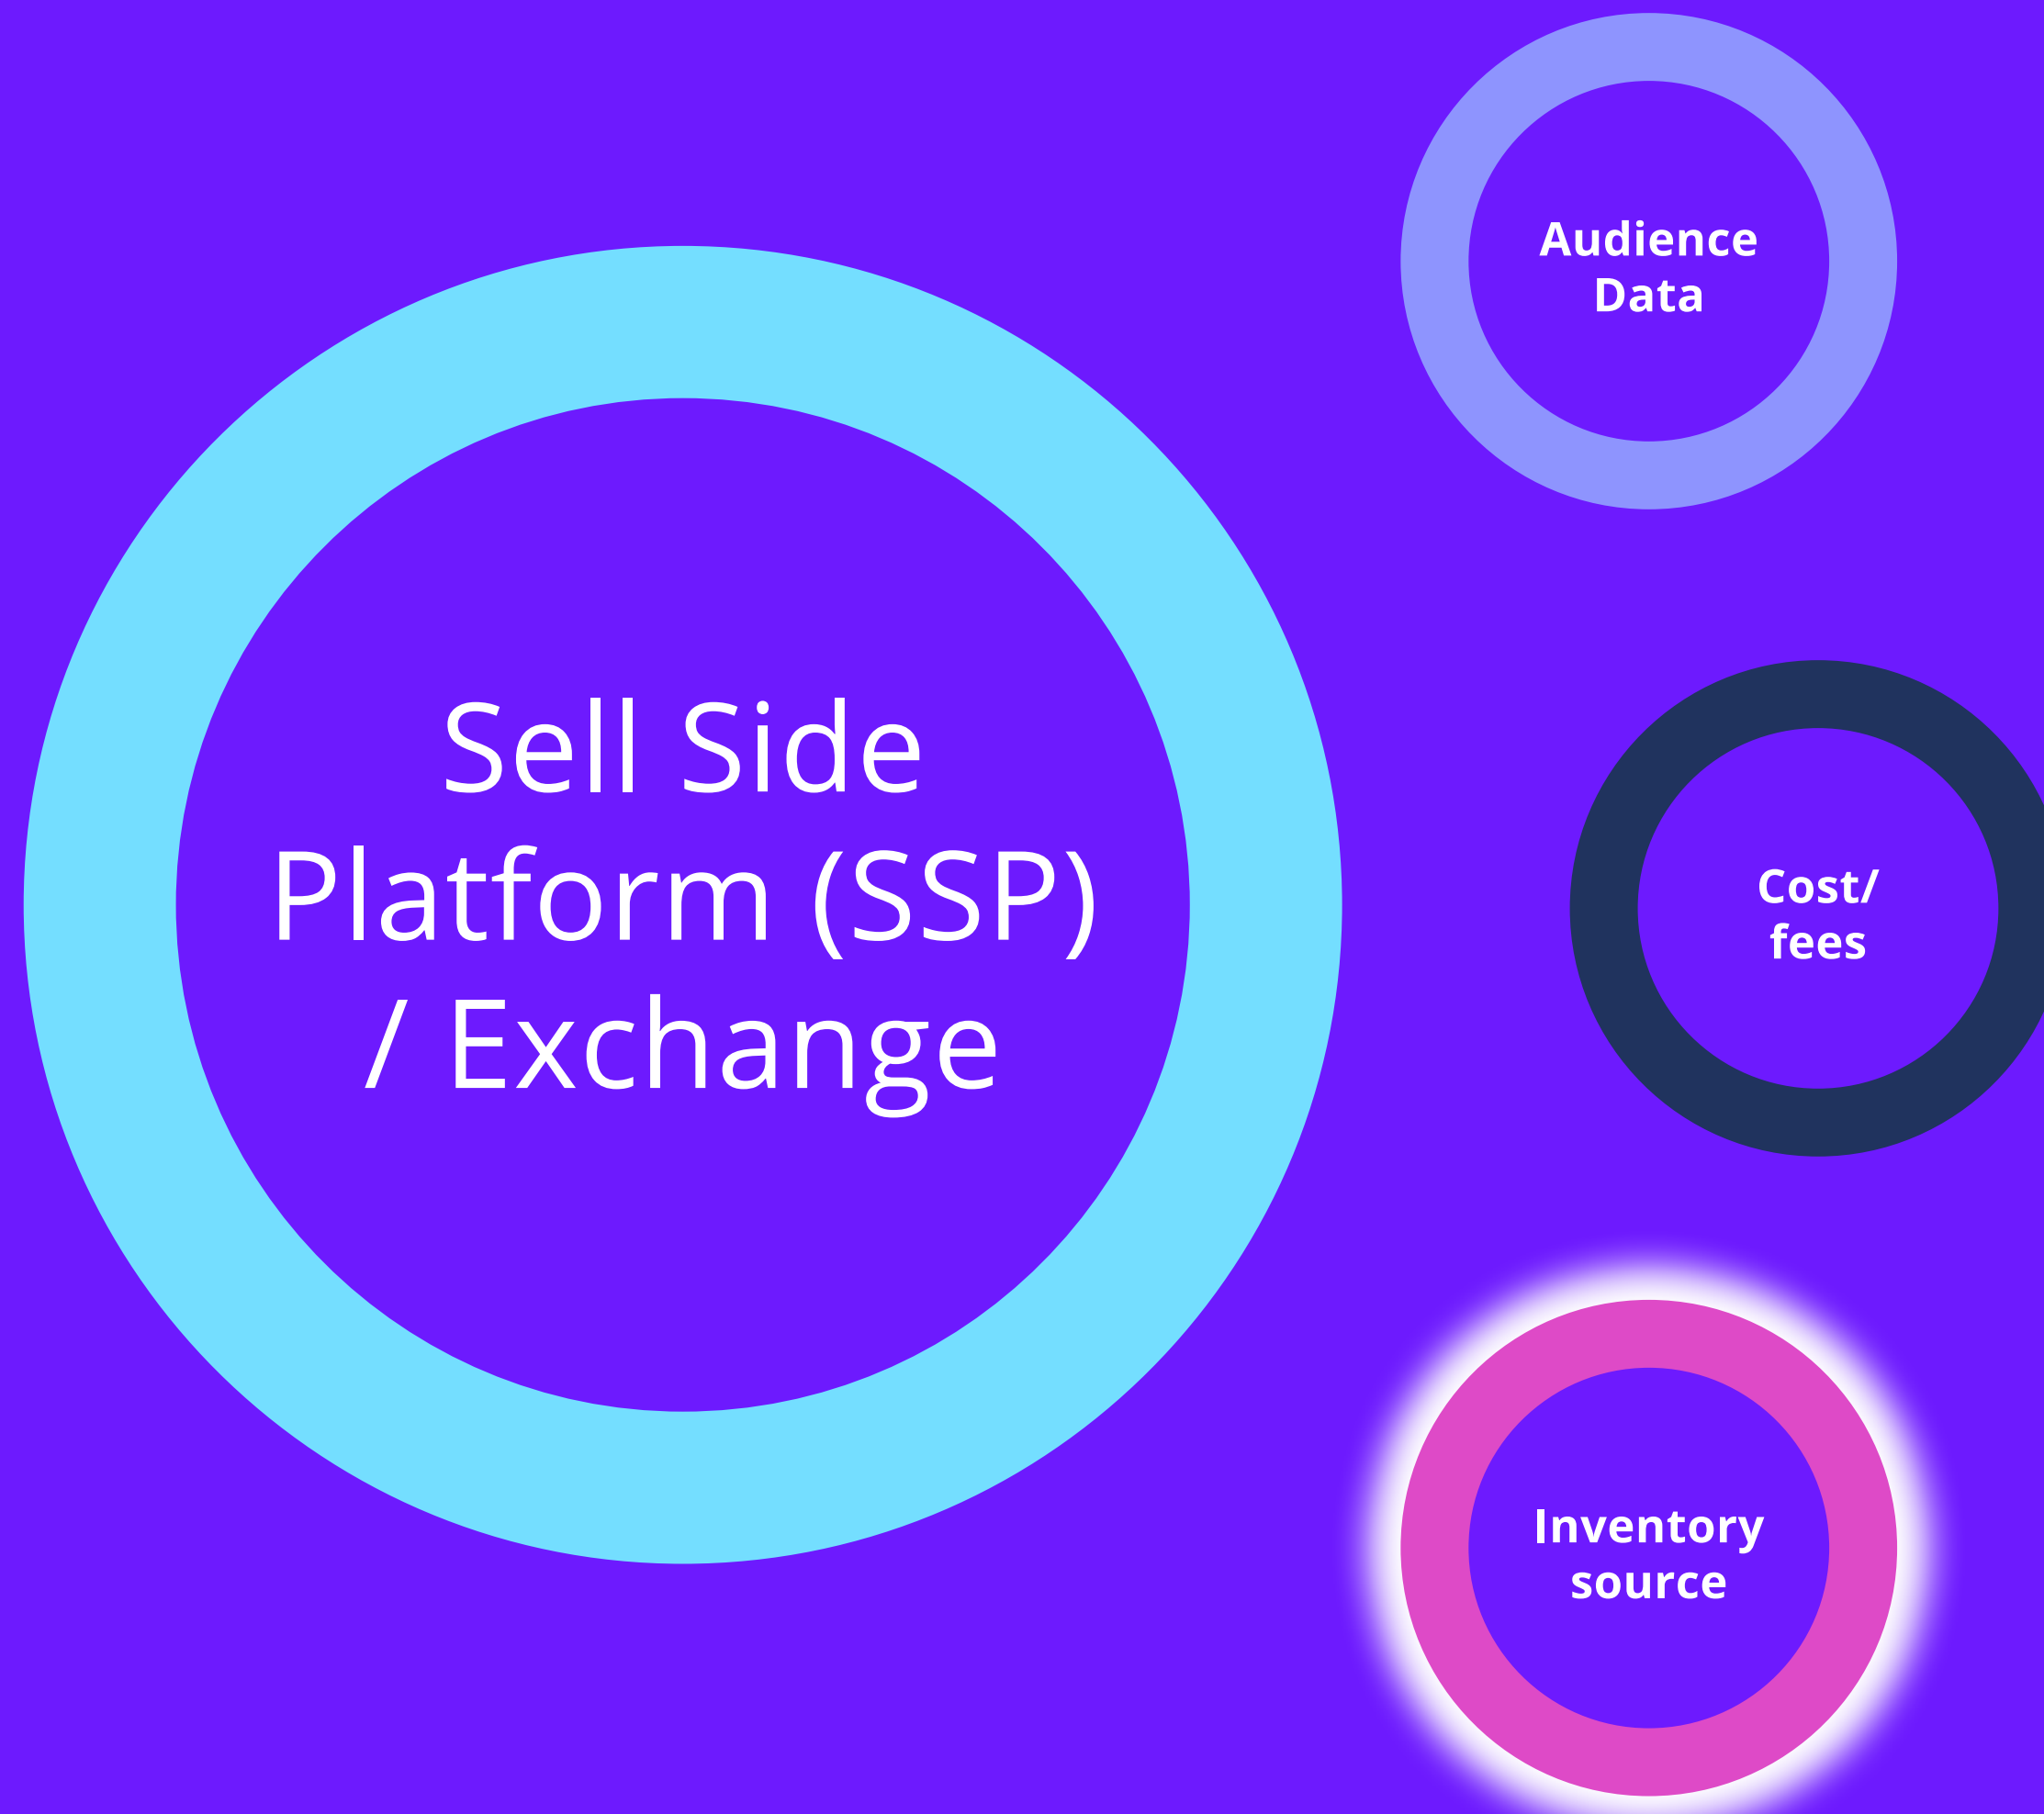 Sell Side
Platform (SSP)
/ Exchange
Audience
Data
Cost/
fees
Inventory
source